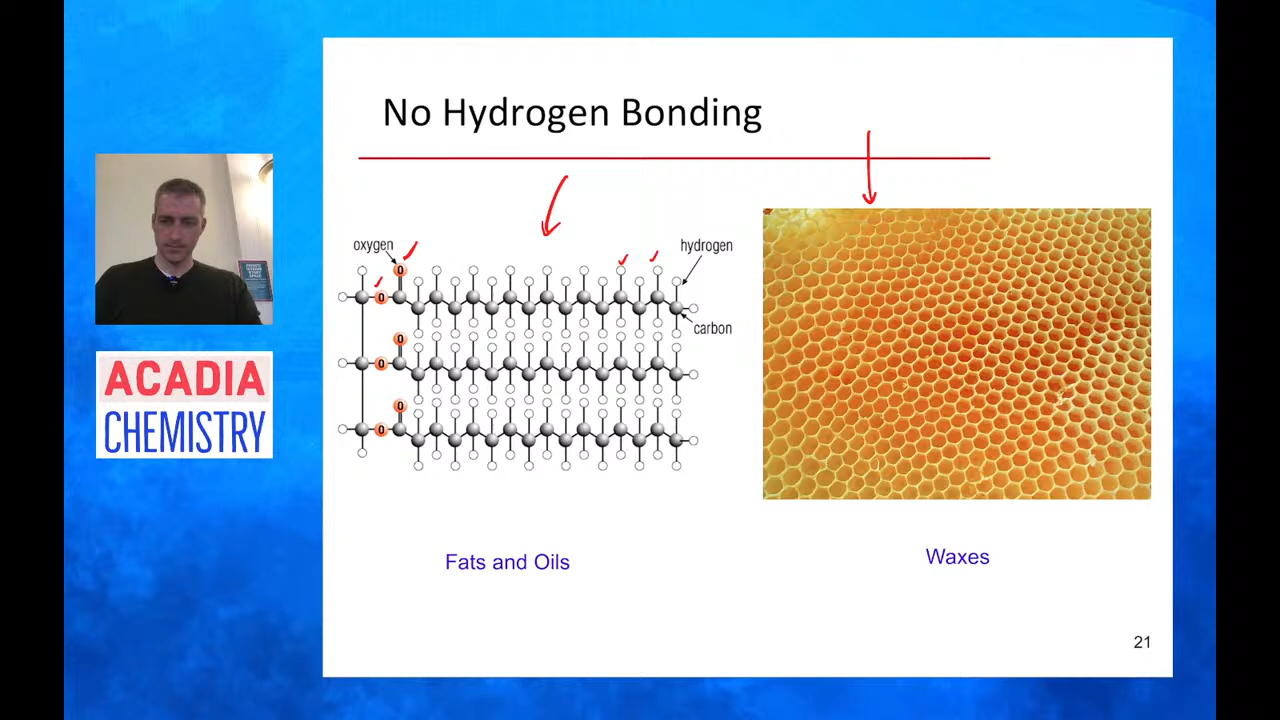 No Hydrogen Bonding
oxygen
hydrogen
O
O
carbon
O
O
O
O
ACADIA
CHEMISTRY
Fats and Oils
Waxes
21